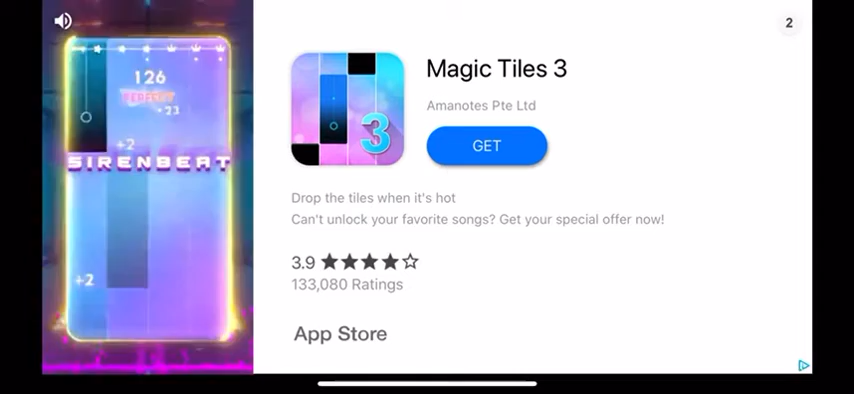 126
PERFECT
+2
SIRENBEAT
+2
2
3
Magic Tiles 3
Amanotes Pte Ltd
GET
Drop the tiles when it's hot
Can't unlock your favorite songs? Get your special offer now!
3.9
133,080 Ratings
App Store